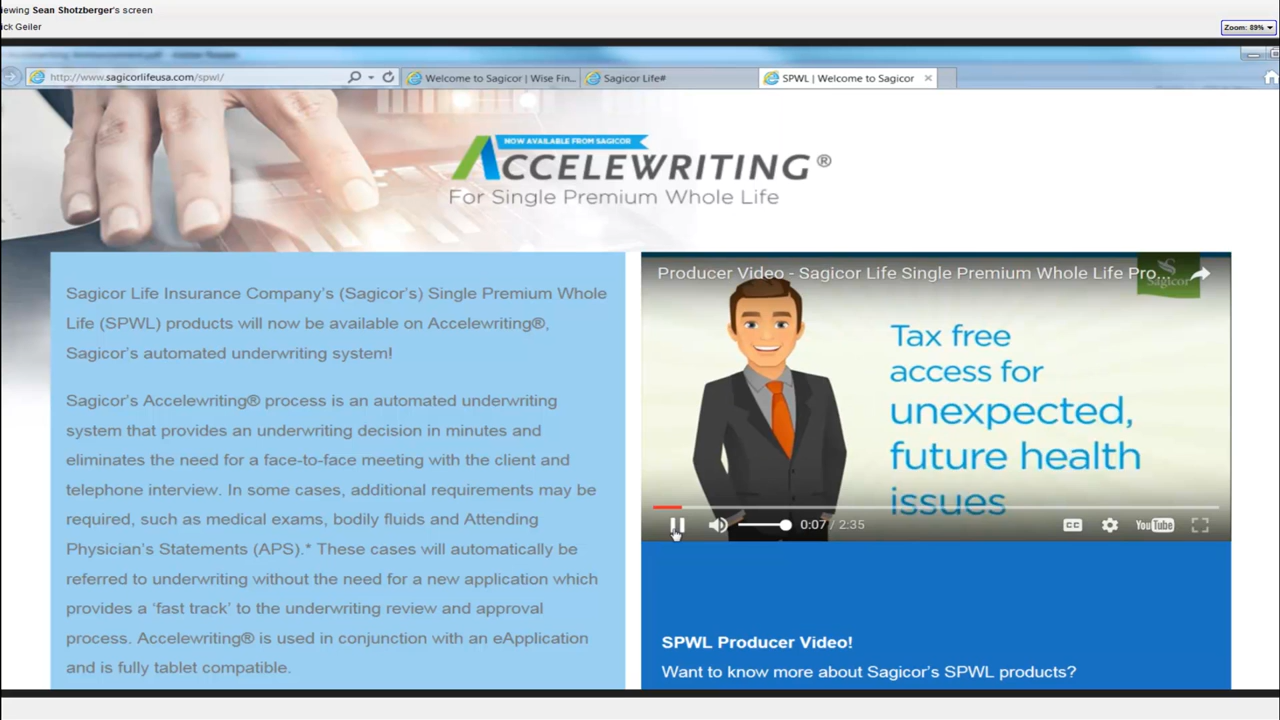 iewing Sean Shotzberger's screen
ick Geiler
Zoom: 89%
http://www.sagicorlifeusa.com/spwl/
Welcome to Sagicor | Wise Fin...
Sagicor Life#
SPWL | Welcome to Sagicor
NOW AVAILABLE FROM SAGICOR
ACCELEWRITING®
For Single Premium Whole Life
Sagicor Life Insurance Company's (Sagicor's) Single Premium Whole
Life (SPWL) products will now be available on Accelewriting®,
Sagicor's automated underwriting system!
Sagicor's Accelewriting® process is an automated underwriting
system that provides an underwriting decision in minutes and
eliminates the need for a face-to-face meeting with the client and
telephone interview. In some cases, additional requirements may be
required, such as medical exams, bodily fluids and Attending
Physician's Statements (APS).* These cases will automatically be
referred to underwriting without the need for a new application which
provides a 'fast track' to the underwriting review and approval
process. Accelewriting® is used in conjunction with an eApplication
and is fully tablet compatible.
Producer Video - Sagicor Life Single Premium Whole Life Pro...
Sagicor
Tax free
access for
unexpected,
future health
issues
0:07 / 2:35
CC
YouTube
SPWL Producer Video!
Want to know more about Sagicor's SPWL products?